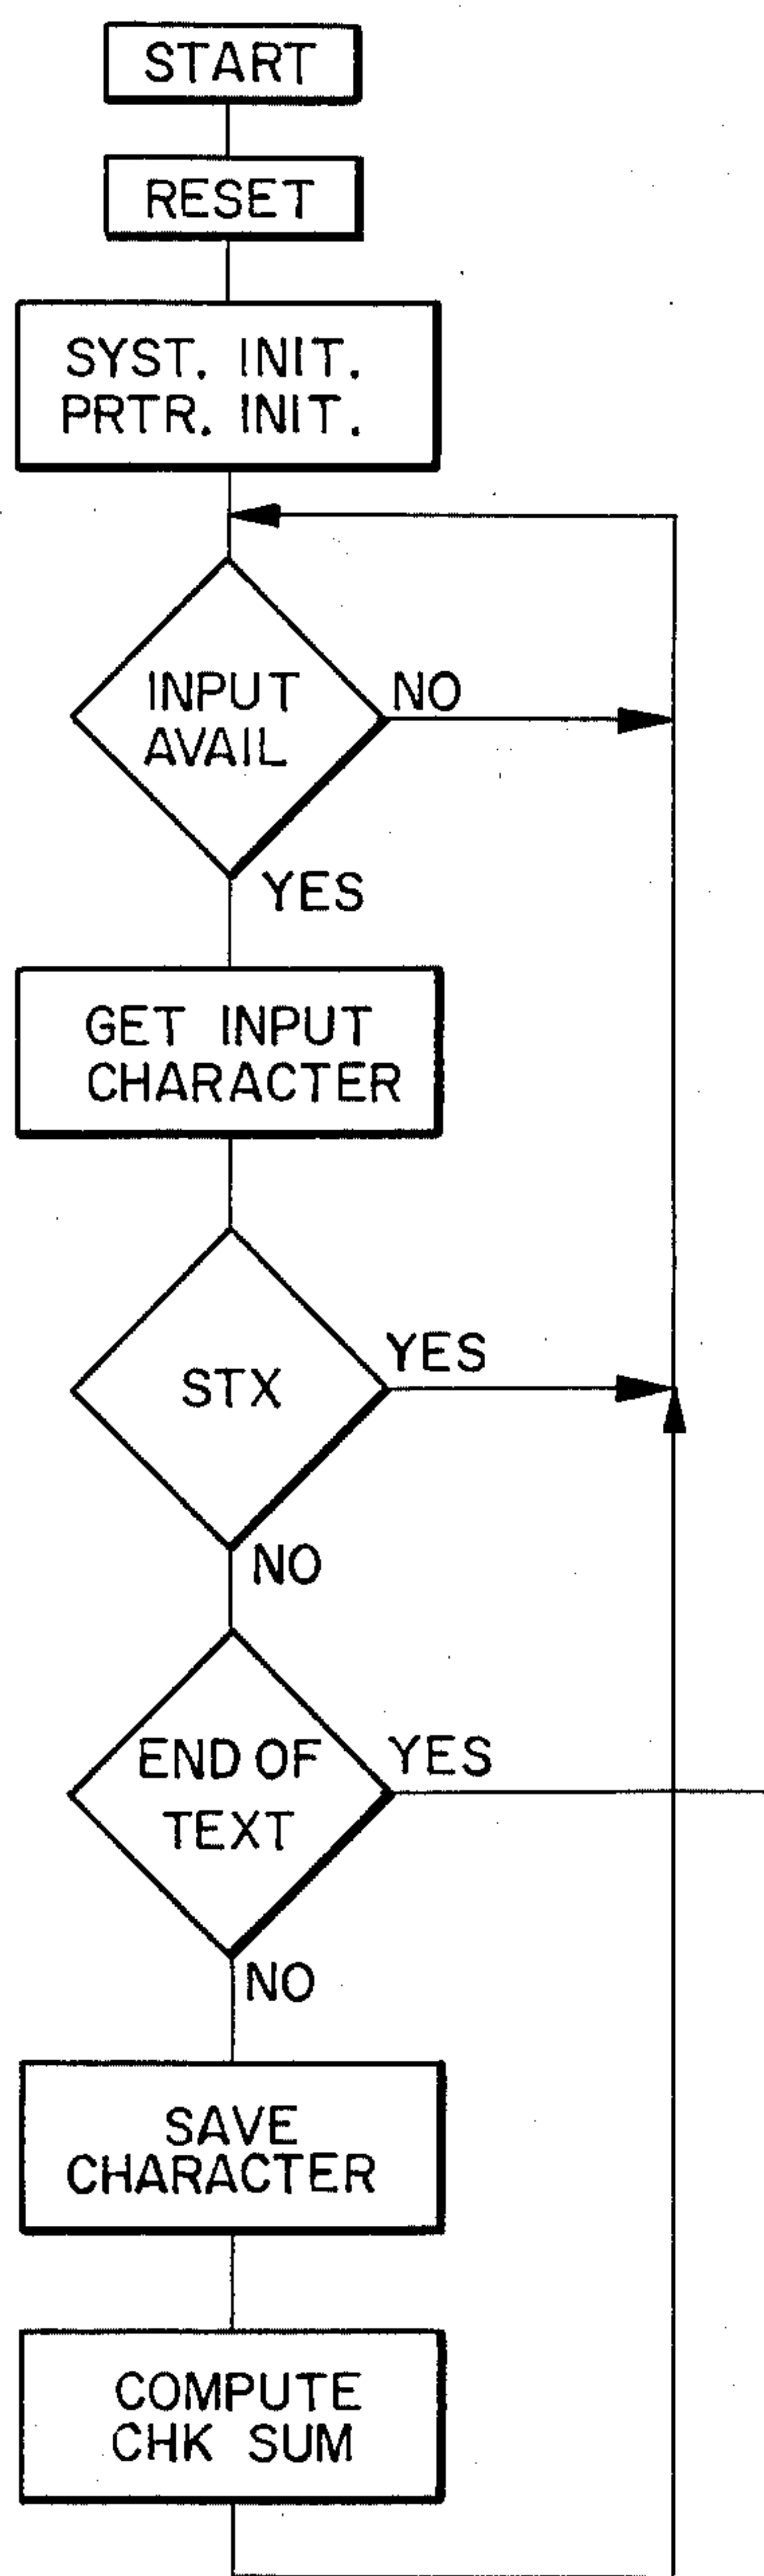 START
RESET
SYST. INIT.
PRTR. INIT.
INPUT
AVAIL
NO
YES
GET INPUT
CHARACTER
STX
YES
NO
END OF
TEXT
YES
NO
SAVE
CHARACTER
COMPUTE
CHK SUM